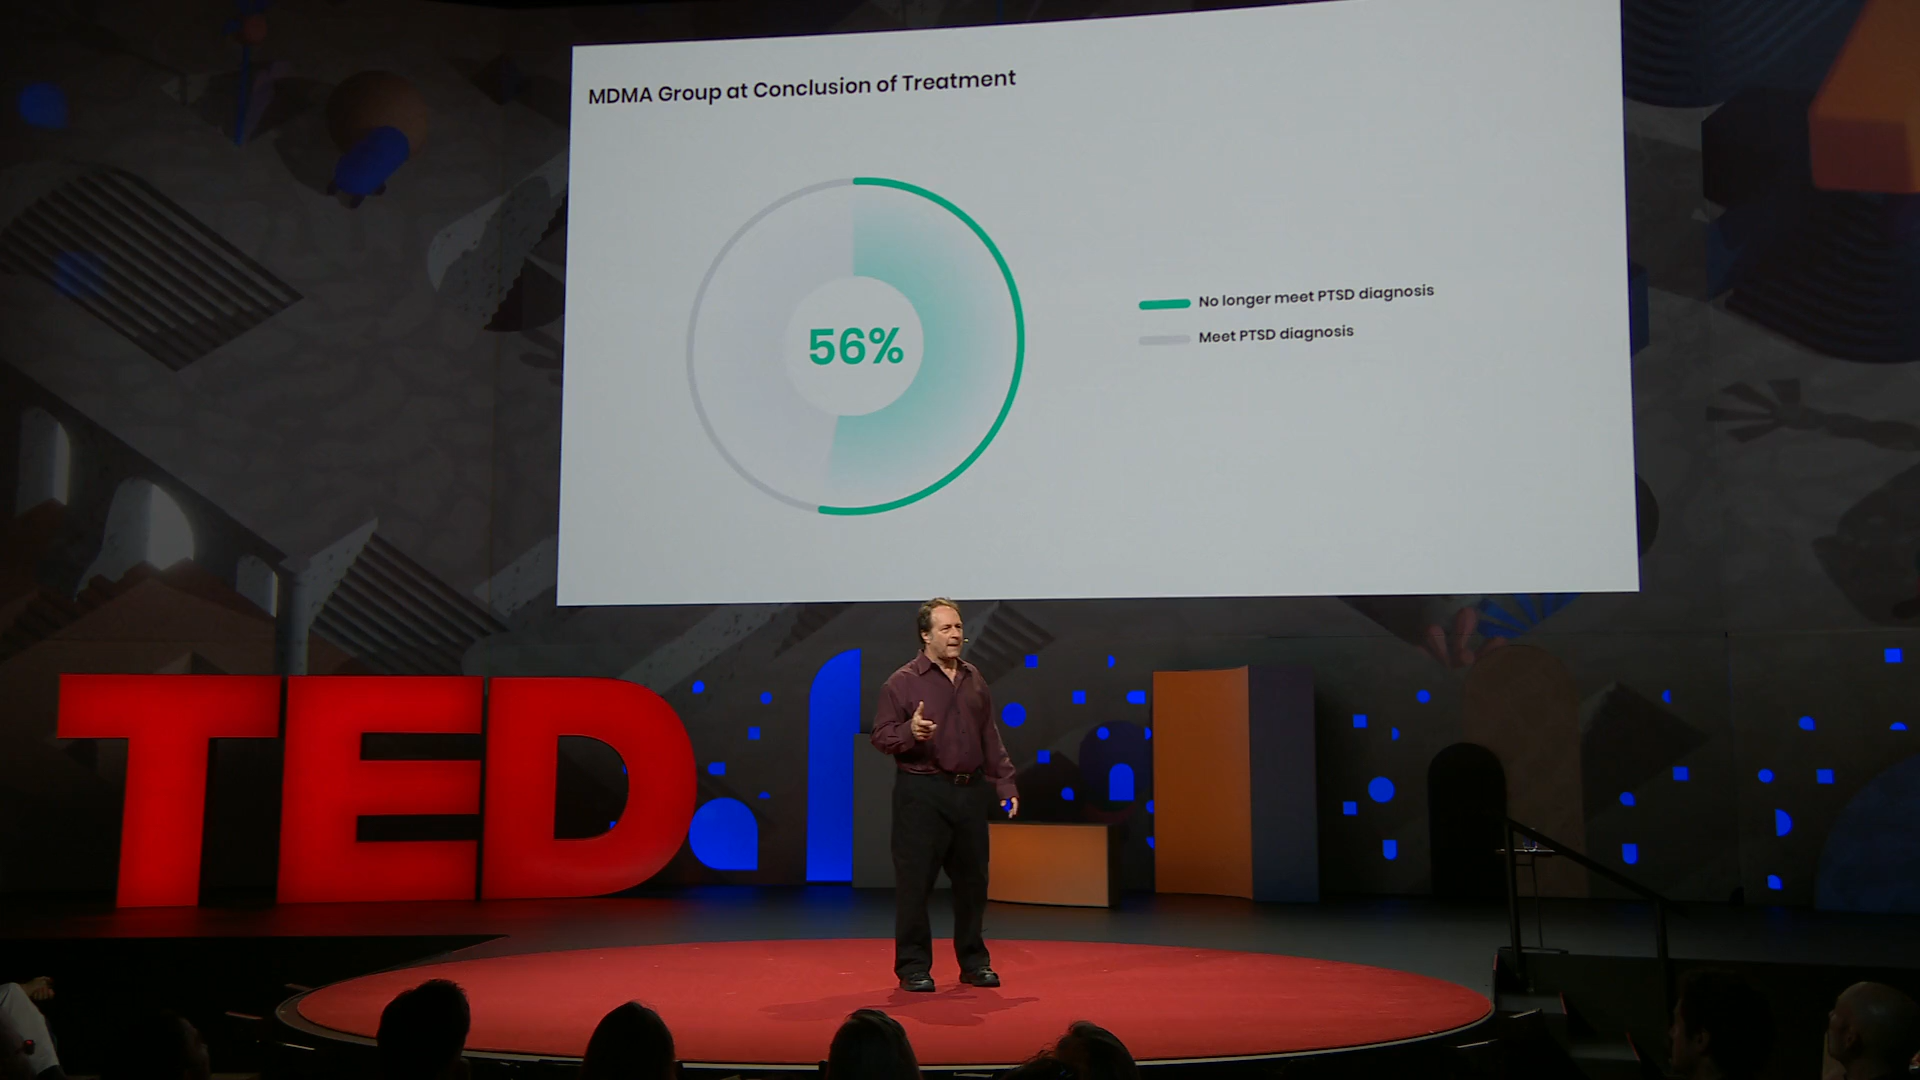 MDMA Group at Conclusion of Treatment
56%
No longer meet PTSD diagnosis
Meet PTSD diagnosis
TED